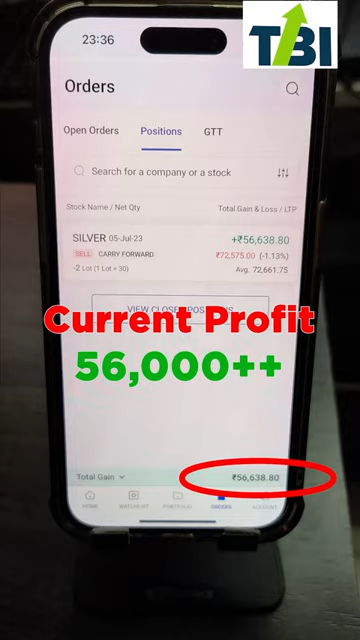 23:36
TBI
Orders
Open Orders Positions GTT
Search for a company or a stock
Stock Name / Net Qty Total Gain & Loss / LTP
SILVER 05-Jul-23 +₹56,638.80
SELL CARRY FORWARD ₹72,575.00 (-1.13%)
-2 Lot (1 Lot = 30) Avg. 72,661.75
VIEW CLOSED POSITIONS
Current Profit
56,000++
Total Gain ₹56,638.80
HOME WATCHLIST PORTFOLIO ORDERS ACCOUNT